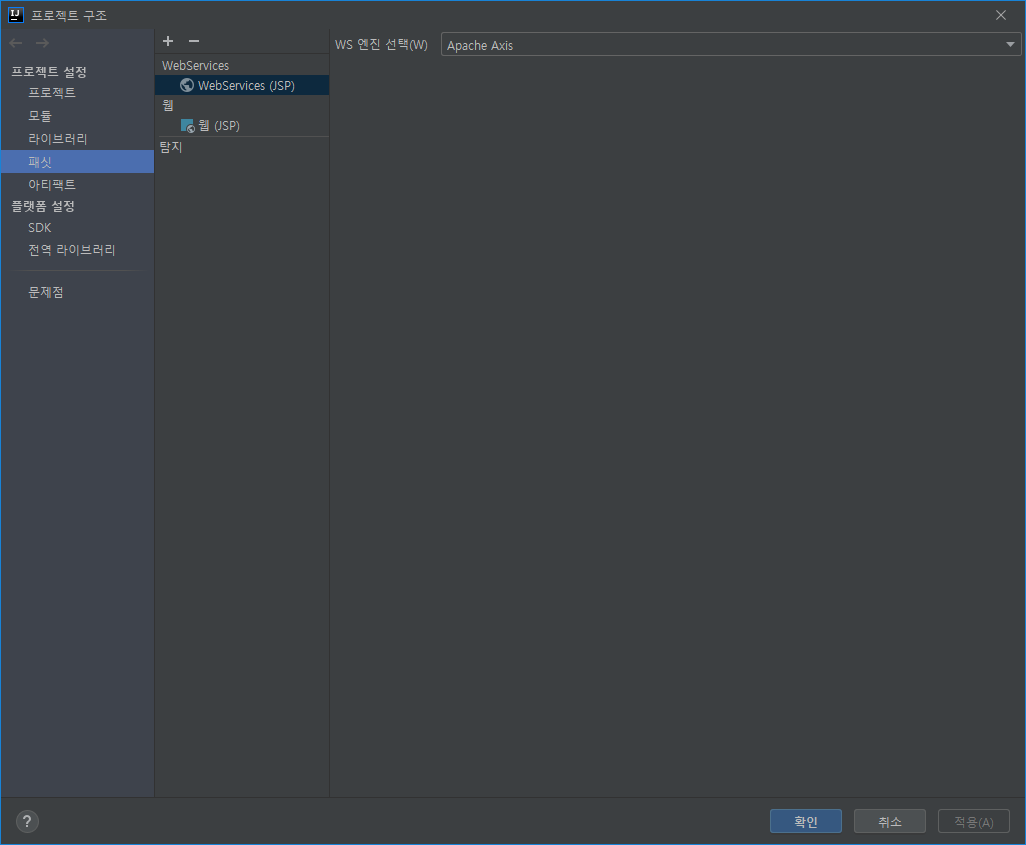 프로젝트 구조
프로젝트 설정
프로젝트
모듈
라이브러리
패싯
아티팩트
플랫폼 설정
SDK
전역 라이브러리
문제점
WebServices
WebServices (JSP)
웹
웹 (JSP)
탐지
WS 엔진 선택(W) Apache Axis
?
확인 취소 적용(A)